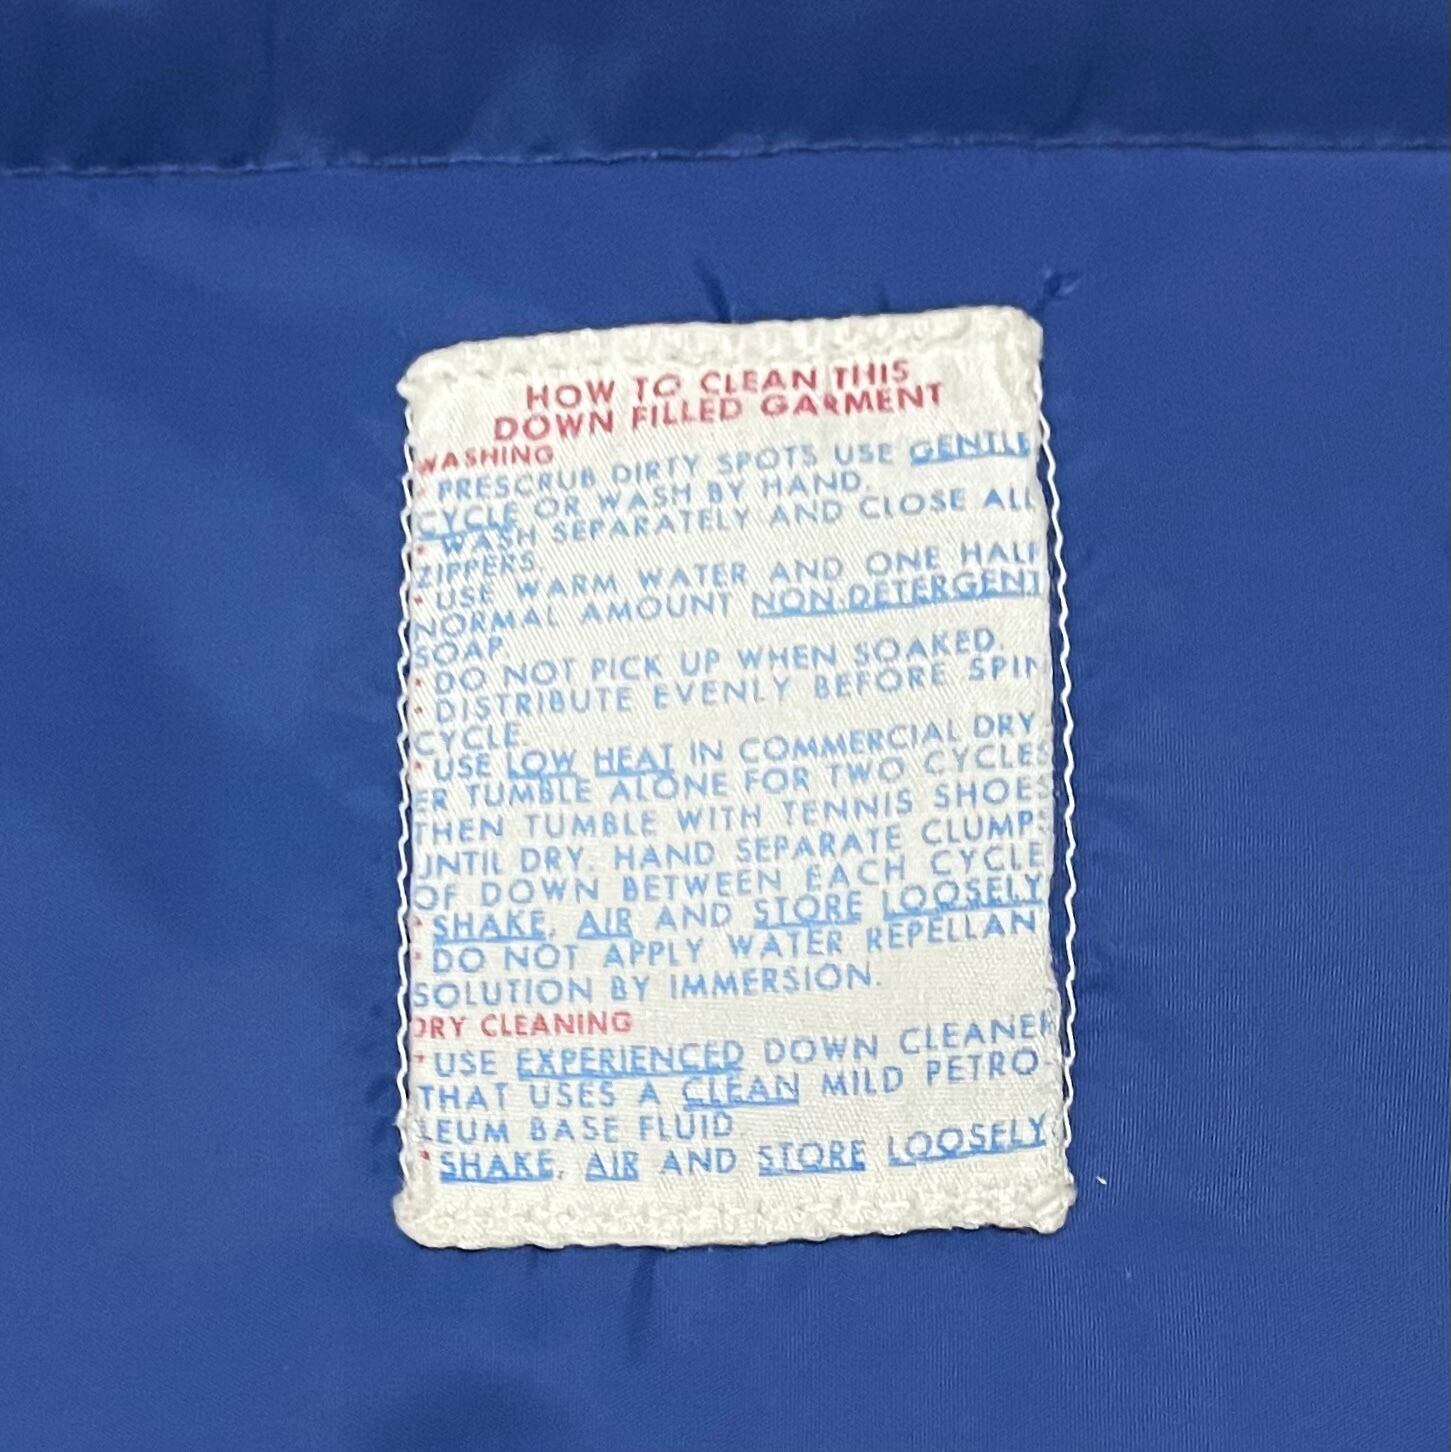 HOW TO CLEAN THIS
DOWN FILLED GARMENT
WASHING
• PRESCRUB DIRTY SPOTS USE GENTLE
CYCLE OR WASH BY HAND.
• WASH SEPARATELY AND CLOSE ALL
ZIPPERS.
• USE WARM WATER AND ONE HALF
NORMAL AMOUNT NON.DETERGENT
SOAP.
• DO NOT PICK UP WHEN SOAKED.
• DISTRIBUTE EVENLY BEFORE SPIN
CYCLE.
• USE LOW HEAT IN COMMERCIAL DRY
ER TUMBLE ALONE FOR TWO CYCLES
THEN TUMBLE WITH TENNIS SHOES
UNTIL DRY. HAND SEPARATE CLUMPS
OF DOWN BETWEEN EACH CYCLE
• SHAKE, AIR AND STORE LOOSELY
• DO NOT APPLY WATER REPELLAN
SOLUTION BY IMMERSION.
DRY CLEANING
• USE EXPERIENCED DOWN CLEANER
THAT USES A CLEAN MILD PETRO-
LEUM BASE FLUID
• SHAKE, AIR AND STORE LOOSELY